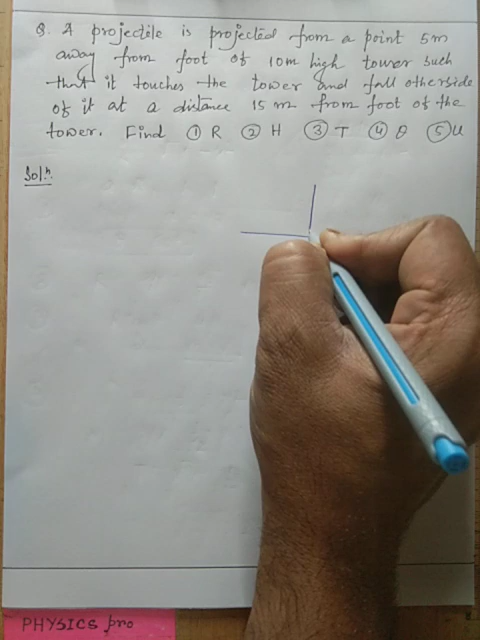 Q. A projectile is projected from a point 5m
away from foot of 10m high tower such
that it touches the tower and fall otherside
of it at a distance 15 m from foot of the
tower. Find ① R ② H ③ T ④ θ ⑤ U
Solⁿ.
PHYSICS pro